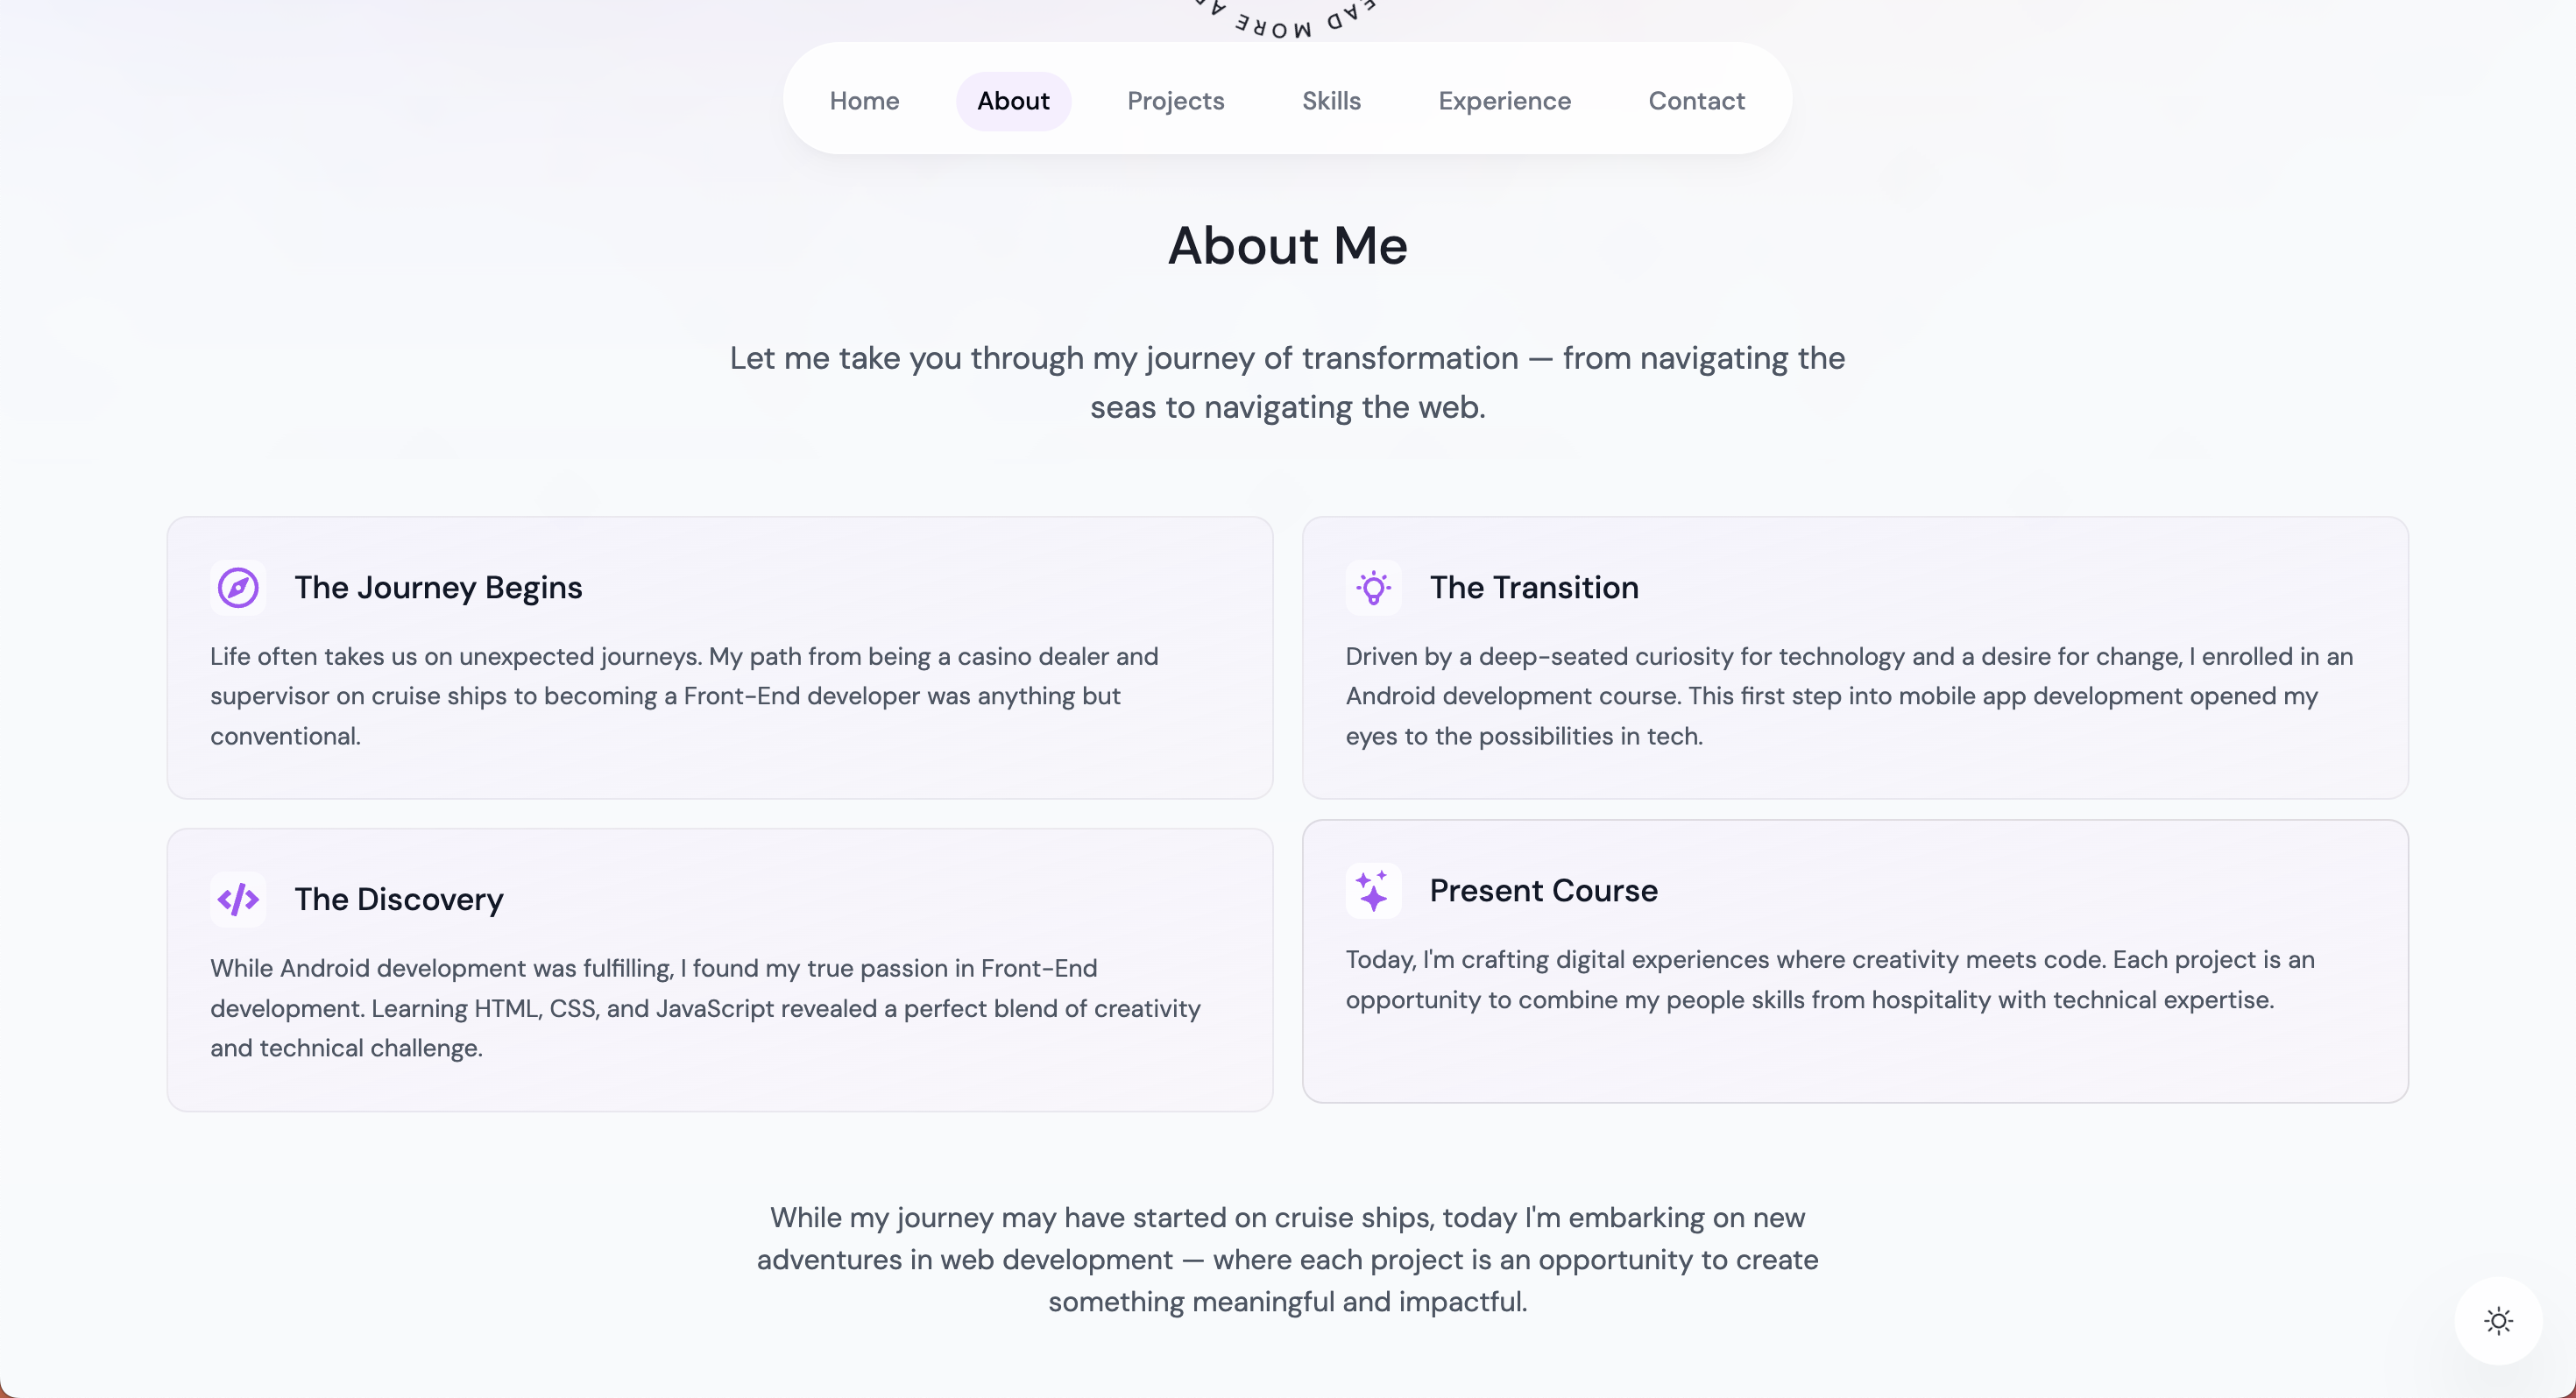 EAD MORE A
Home
About
Projects
Skills
Experience
Contact
About Me
Let me take you through my journey of transformation — from navigating the
seas to navigating the web.
The Journey Begins
Life often takes us on unexpected journeys. My path from being a casino dealer and
supervisor on cruise ships to becoming a Front-End developer was anything but
conventional.
The Transition
Driven by a deep-seated curiosity for technology and a desire for change, I enrolled in an
Android development course. This first step into mobile app development opened my
eyes to the possibilities in tech.
The Discovery
While Android development was fulfilling, I found my true passion in Front-End
development. Learning HTML, CSS, and JavaScript revealed a perfect blend of creativity
and technical challenge.
Present Course
Today, I'm crafting digital experiences where creativity meets code. Each project is an
opportunity to combine my people skills from hospitality with technical expertise.
While my journey may have started on cruise ships, today I'm embarking on new
adventures in web development — where each project is an opportunity to create
something meaningful and impactful.